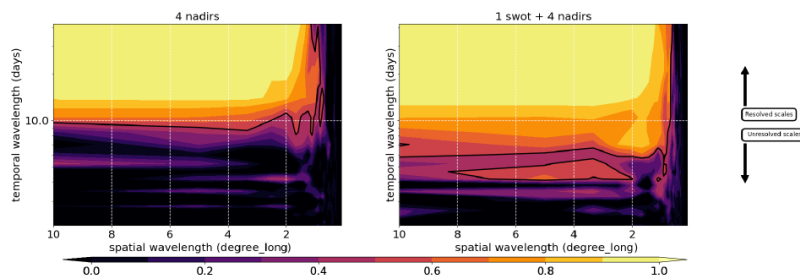 4 nadirs
1 swot + 4 nadirs
temporal wavelength (days)
10.0
10 8 6 4 2
spatial wavelength (degree_long)
temporal wavelength (days)
10.0
10 8 6 4 2
spatial wavelength (degree_long)
Resolved scales
Unresolved scales
0.0 0.2 0.4 0.6 0.8 1.0